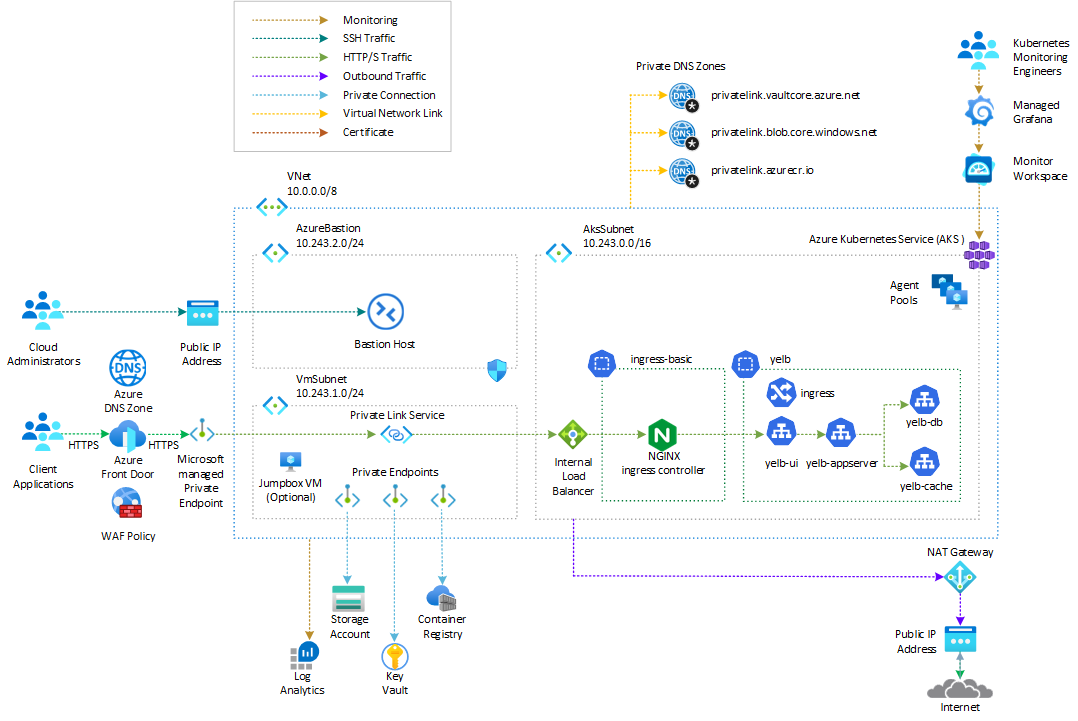 Monitoring
SSH Traffic
HTTP/S Traffic
Outbound Traffic
Private Connection
Virtual Network Link
Certificate
Private DNS Zones
DNS
privatelink.vaultcore.azure.net
DNS
privatelink.blob.core.windows.net
DNS
privatelink.azurecr.io
Kubernetes
Monitoring
Engineers
Managed
Grafana
Monitor
Workspace
VNet
10.0.0.0/8
AzureBastion
10.243.2.0/24
AksSubnet
10.243.0.0/16
Azure Kubernetes Service (AKS )
Agent
Pools
Cloud
Administrators
Public IP
Address
Bastion Host
DNS
Azure
DNS Zone
VmSubnet
10.243.1.0/24
Private Link Service
ingress-basic
yelb
ingress
HTTPS
HTTPS
Client
Applications
Azure
Front Door
Microsoft
managed
Private
Endpoint
WAF Policy
Jumpbox VM
(Optional)
Private Endpoints
Internal
Load
Balancer
N
NGINX
ingress controller
yelb-ui
yelb-appserver
yelb-db
yelb-cache
Storage
Account
Container
Registry
Log
Analytics
Key
Vault
NAT Gateway
Public IP
Address
Internet